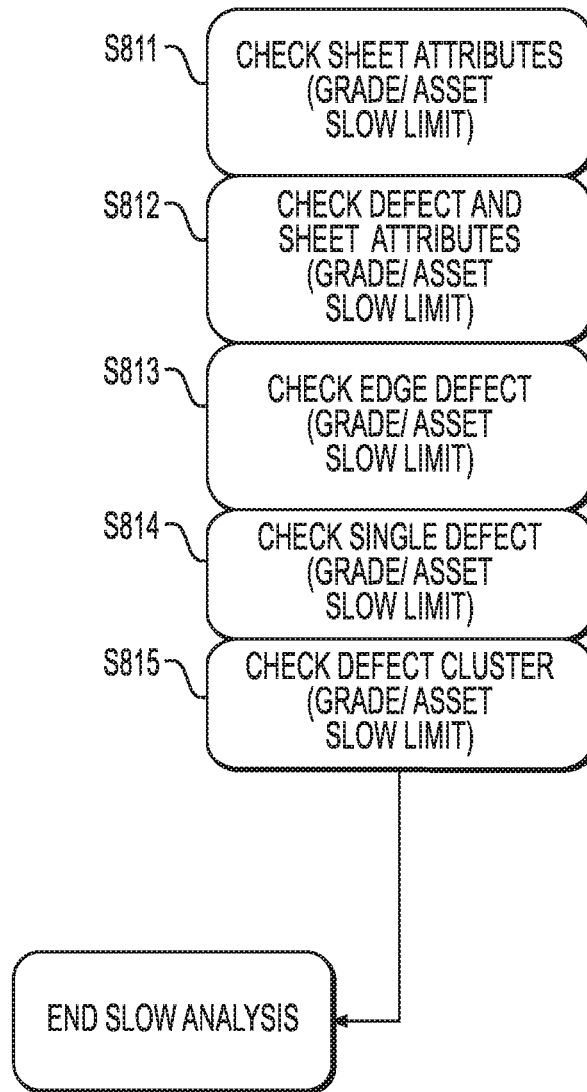 S811
CHECK SHEET ATTRIBUTES
(GRADE/ ASSET
SLOW LIMIT)
S812
CHECK DEFECT AND
SHEET ATTRIBUTES
(GRADE/ ASSET
SLOW LIMIT)
S813
CHECK EDGE DEFECT
(GRADE/ ASSET
SLOW LIMIT)
S814
CHECK SINGLE DEFECT
(GRADE/ ASSET
SLOW LIMIT)
S815
CHECK DEFECT CLUSTER
(GRADE/ ASSET
SLOW LIMIT)
END SLOW ANALYSIS